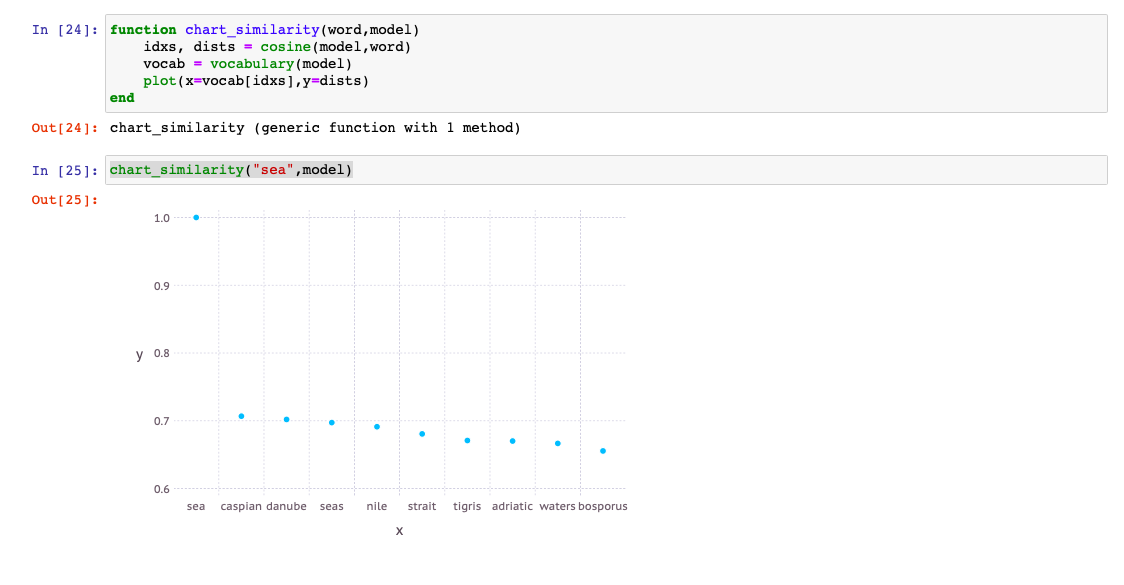 In [24]: function chart_similarity(word,model)
    idxs, dists = cosine(model,word)
    vocab = vocabulary(model)
    plot(x=vocab[idxs],y=dists)
end
Out[24]: chart_similarity (generic function with 1 method)
In [25]: chart_similarity("sea",model)
Out[25]:
1.0
0.9
y 0.8
0.7
0.6
sea caspian danube seas nile strait tigris adriatic waters bosporus
x